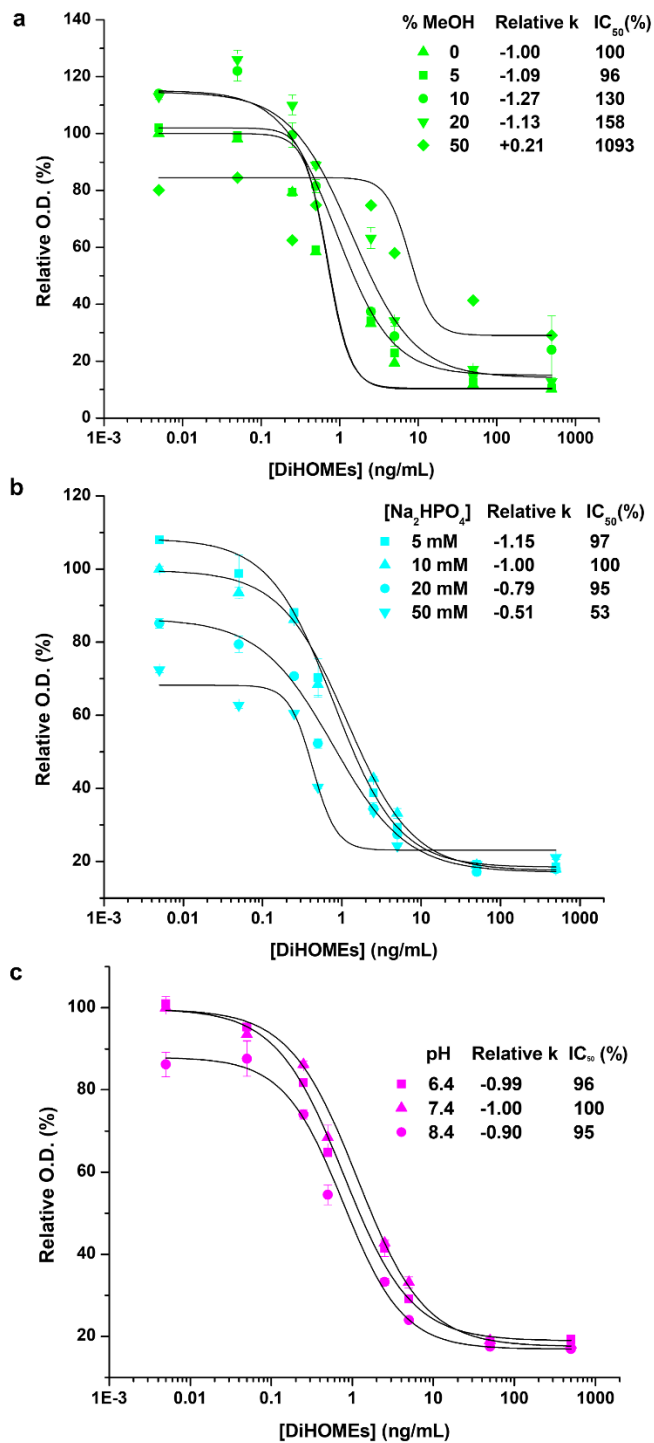 a
% MeOH Relative k IC50(%)
0 -1.00 100
5 -1.09 96
10 -1.27 130
20 -1.13 158
50 +0.21 1093
140
120
100
80
60
40
20
0
Relative O.D. (%)
1E-3 0.01 0.1 1 10 100 1000
[DiHOMEs] (ng/mL)
b
[Na2HPO4] Relative k IC50(%)
5 mM -1.15 97
10 mM -1.00 100
20 mM -0.79 95
50 mM -0.51 53
120
100
80
60
40
20
Relative O.D. (%)
1E-3 0.01 0.1 1 10 100 1000
[DiHOMEs] (ng/mL)
c
pH Relative k IC50 (%)
6.4 -0.99 96
7.4 -1.00 100
8.4 -0.90 95
100
80
60
40
20
Relative O.D. (%)
1E-3 0.01 0.1 1 10 100 1000
[DiHOMEs] (ng/mL)